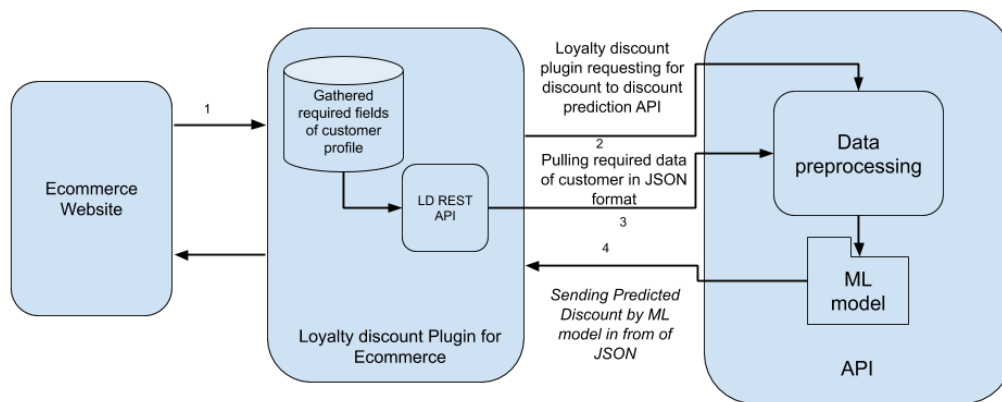 Ecommerce
Website
1
Gathered
required fields
of customer
profile
LD REST
API
Loyalty discount Plugin for
Ecommerce
Loyalty discount
plugin requesting for
discount to discount
prediction API
2
Pulling required data
of customer in JSON
format
3
4
Sending Predicted
Discount by ML
model in from of
JSON
Data
preprocessing
ML
model
API